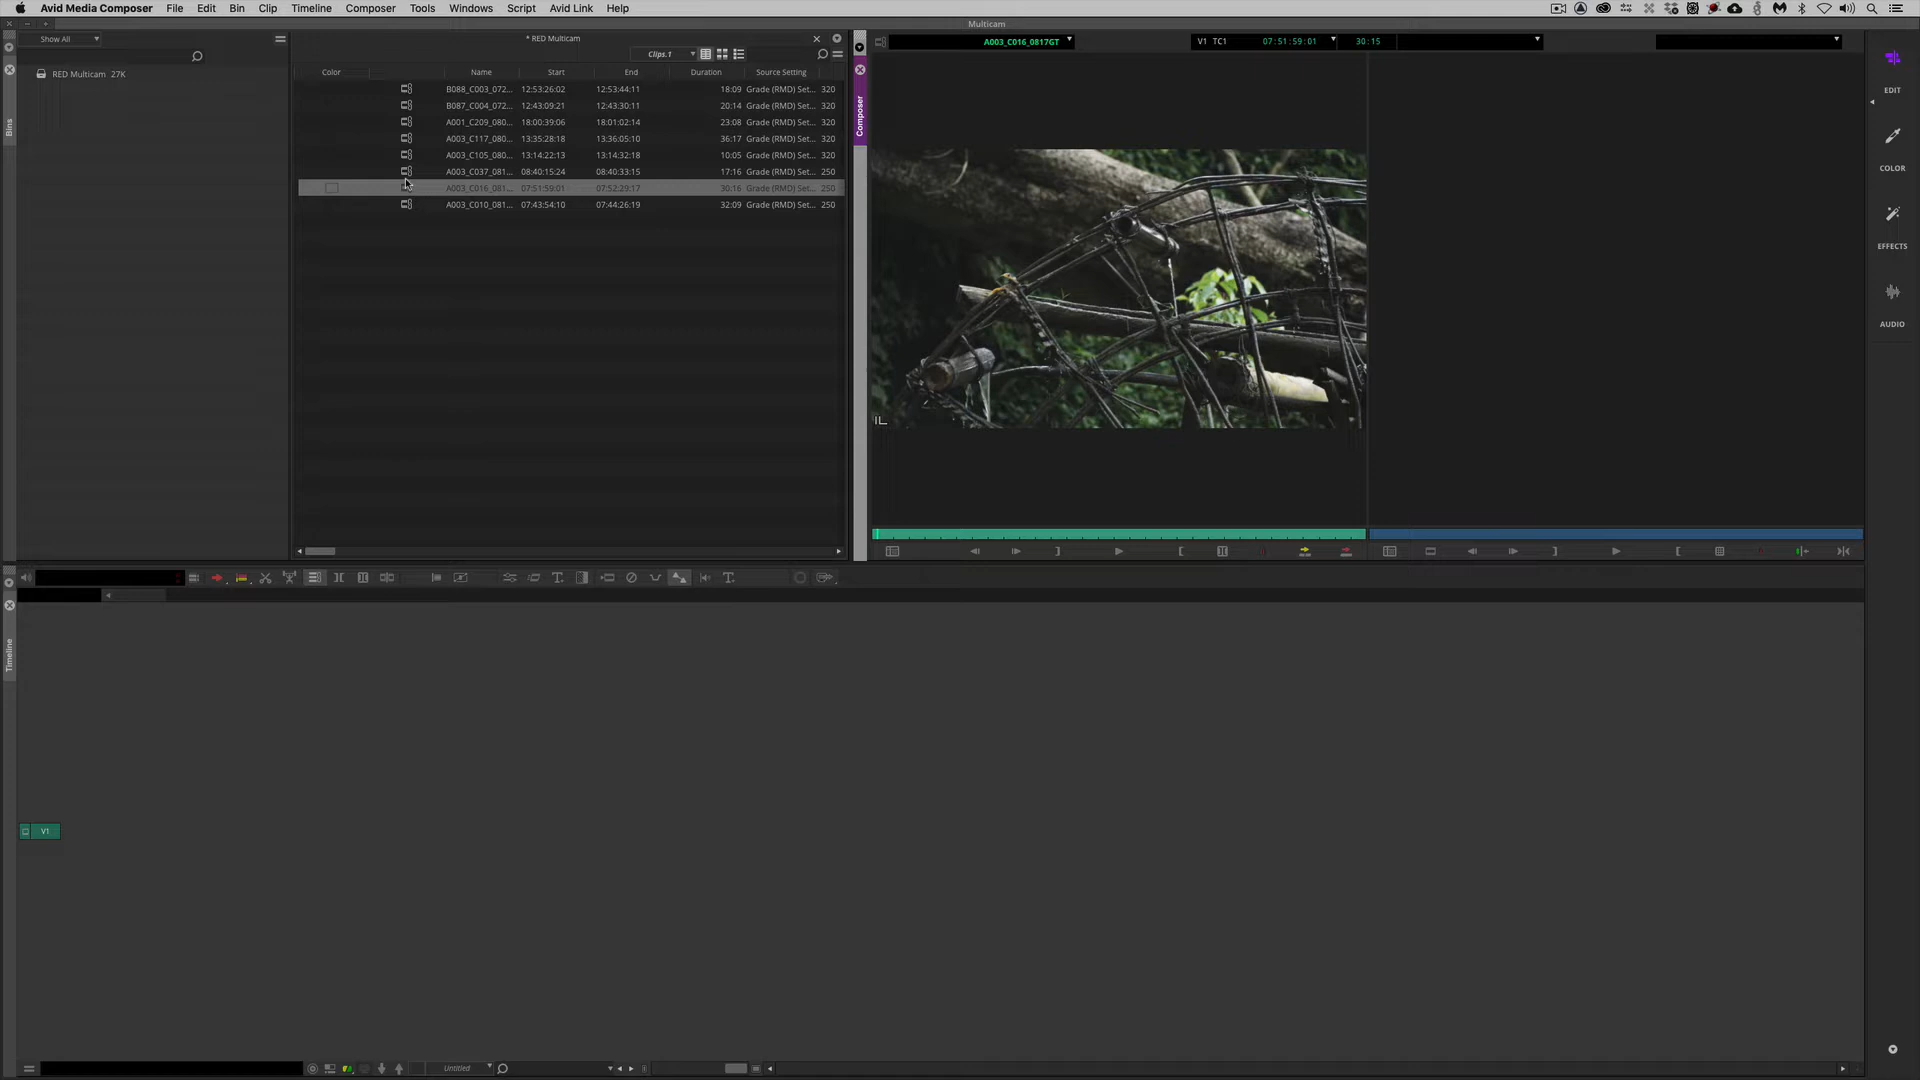 Avid Media Composer File Edit Bin Clip Timeline Composer Tools Windows Script Avid Link Help
Multicam
Show All
RED Multicam 27K
Bins
* RED Multicam
Clips.1
Color Name Start End Duration Source Setting
B088_C003_072... 12:53:26:02 12:53:44:11 18:09 Grade (RMD) Set... 320
B087_C004_072... 12:43:09:21 12:43:30:11 20:14 Grade (RMD) Set... 320
A001_C209_080... 18:00:39:06 18:01:02:14 23:08 Grade (RMD) Set... 320
A003_C117_080... 13:35:28:18 13:36:05:10 36:17 Grade (RMD) Set... 320
A003_C105_080... 13:14:22:13 13:14:32:18 10:05 Grade (RMD) Set... 320
A003_C037_081... 08:40:15:24 08:40:33:15 17:16 Grade (RMD) Set... 250
A003_C016_081... 07:51:59:01 07:52:29:17 30:16 Grade (RMD) Set... 250
A003_C010_081... 07:43:54:10 07:44:26:19 32:09 Grade (RMD) Set... 250
Composer
A003_C016_0817GT V1 TC1 07:51:59:01 30:15
EDIT
COLOR
EFFECTS
AUDIO
Timeline
V1
Untitled